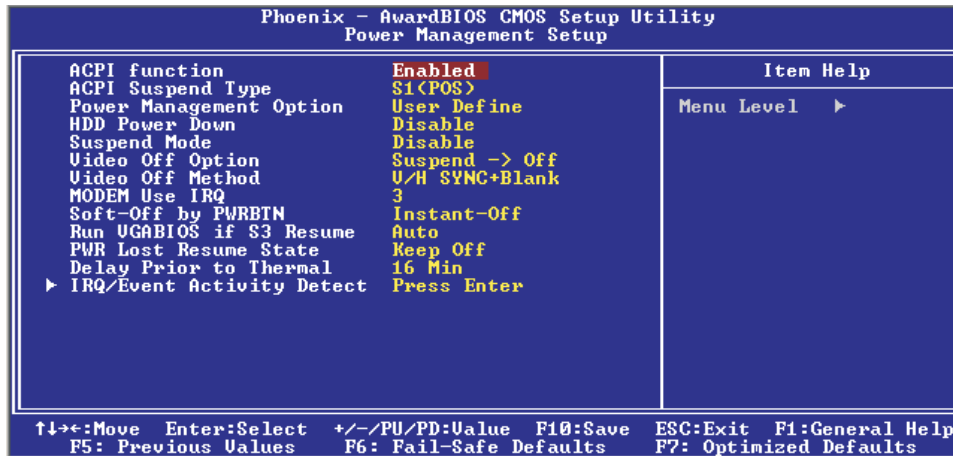 Phoenix - AwardBIOS CMOS Setup Utility
Power Management Setup
ACPI function Enabled
ACPI Suspend Type S1(POS)
Power Management Option User Define
HDD Power Down Disable
Suspend Mode Disable
Video Off Option Suspend -> Off
Video Off Method V/H SYNC+Blank
MODEM Use IRQ 3
Soft-Off by PWRBTN Instant-Off
Run VGABIOS if S3 Resume Auto
PWR Lost Resume State Keep Off
Delay Prior to Thermal 16 Min
▶ IRQ/Event Activity Detect Press Enter
Item Help
Menu Level ▶
↑↓→←:Move Enter:Select +/-/PU/PD:Value F10:Save ESC:Exit F1:General Help
F5: Previous Values F6: Fail-Safe Defaults F7: Optimized Defaults